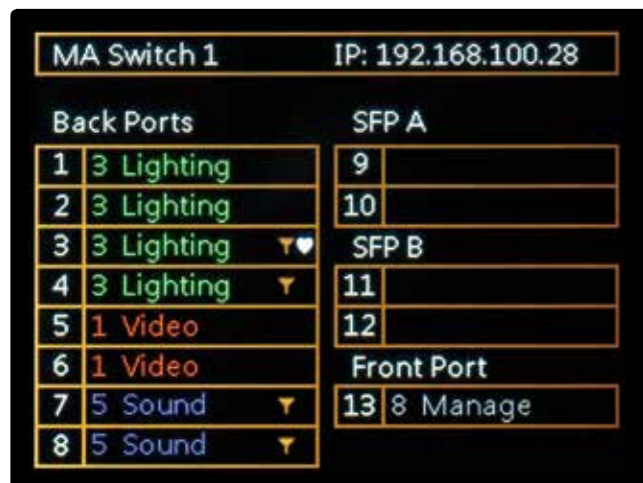 MA Switch 1 IP: 192.168.100.28
Back Ports
1 3 Lighting
2 3 Lighting
3 3 Lighting
4 3 Lighting
5 1 Video
6 1 Video
7 5 Sound
8 5 Sound
SFP A
9
10
SFP B
11
12
Front Port
13 8 Manage